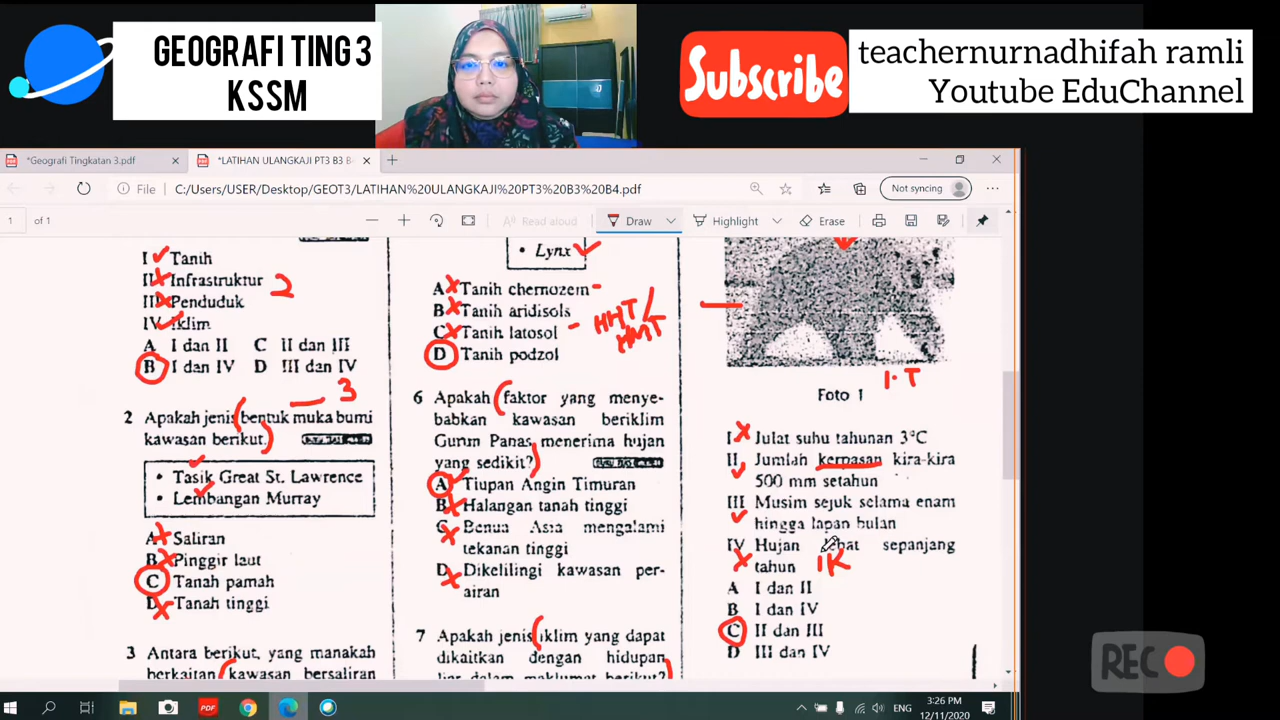 GEOGRAFI TING 3
KSSM
Subscribe
teachernurnadhifah ramli
Youtube EduChannel
*Geografi Tingkatan 3.pdf
*LATIHAN ULANGKAJI PT3 B3 B4
File
C:/Users/USER/Desktop/GEOT3/LATIHAN%20ULANGKAJI%20PT3%20B3%20B4.pdf
Not syncing
1 of 1
Read aloud
Draw
Highlight
Erase
I Tanih
II Infrastruktur
2
III Penduduk
IV Iklim
A I dan II C II dan III
B I dan IV D III dan IV
3
2 Apakah jenis bentuk muka bumi
kawasan berikut.
• Tasik Great St. Lawrence
• Lembangan Murray
A Saliran
B Pinggir laut
C Tanah pamah
D Tanah tinggi
3 Antara berikut, yang manakah
berkaitan kawasan bersaliran
• Lynx
A Tanih chernozem
B Tanih aridisols
C Tanih latosol
D Tanih podzol
HHT
HMT
6 Apakah faktor yang menye-
babkan kawasan beriklim
Gurun Panas menerima hujan
yang sedikit?
A Tiupan Angin Timuran
B Halangan tanah tinggi
C Benua Asia mengalami
tekanan tinggi
D Dikelilingi kawasan per-
airan
7 Apakah jenis iklim yang dapat
dikaitkan dengan hidupan
liar dalam maklumat berikut?
I.T
Foto 1
I Julat suhu tahunan 3°C
II Jumlah kerpasan kira-kira
500 mm setahun
III Musim sejuk selama enam
hingga lapan bulan
IV Hujan lebat sepanjang
tahun
IK
A I dan II
B I dan IV
C II dan III
D III dan IV
REC
ENG
3:26 PM
12/11/2020